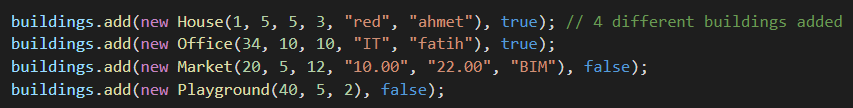 buildings.add(new House(1, 5, 5, 3, "red", "ahmet"), true); // 4 different buildings added
buildings.add(new Office(34, 10, 10, "IT", "fatih"), true);
buildings.add(new Market(20, 5, 12, "10.00", "22.00", "BIM"), false);
buildings.add(new Playground(40, 5, 2), false);